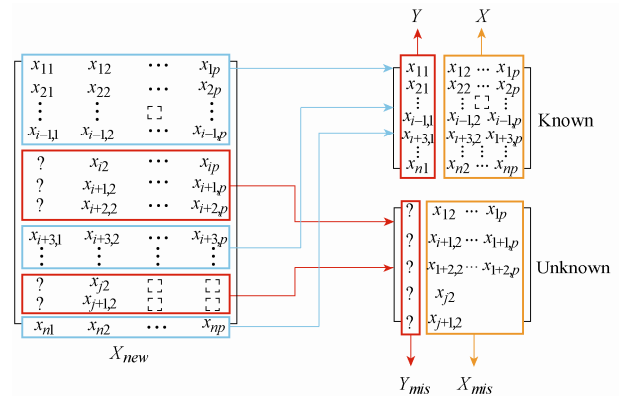 Y X
x11 x12 ⋯ x1p
x21 x22 ⋯ x2p
⋮ ⋮ ⋮
xi−1,1 xi−1,2 ⋯ xi−1,p
? xi2 ⋯ xip
? xi+1,2 ⋯ xi+1,p
? xi+2,2 ⋯ xi+2,p
xi+3,1 xi+3,2 ⋯ xi+3,p
⋮ ⋮ ⋮ ⋮
? xj2
? xj+1,2
xn1 xn2 ⋯ xnp
Xnew
x11 x12 ⋯ x1p
x21 x22 ⋯ x2p
⋮ ⋮ ⋮
xi−1,1 xi−1,2 xi−1,p
xi+3,1 xi+3,2 x1+3,p
⋮ ⋮ ⋮ ⋮
xn1 xn2 ⋯ xnp
Known
? x12 ⋯ x1p
? xi+1,2 ⋯ x1+1,p
? x1+2,2 ⋯ x1+2,p
? xj2
? xj+1,2
Unknown
Ymis Xmis